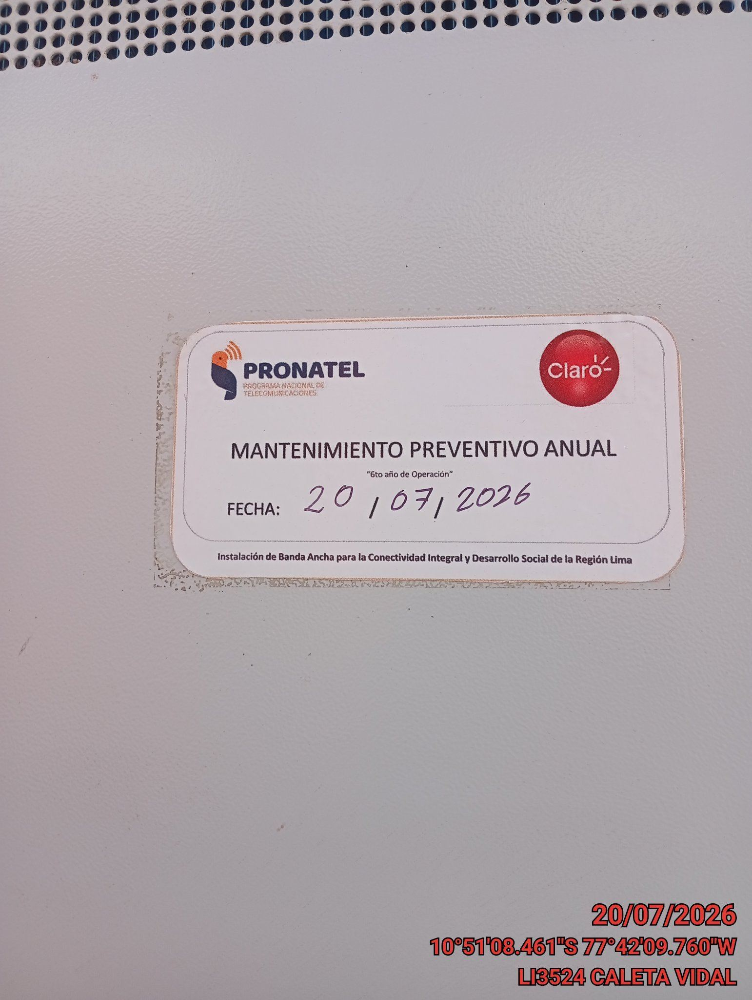 PRONATEL
PROGRAMA NACIONAL DE
TELECOMUNICACIONES
Claro
MANTENIMIENTO PREVENTIVO ANUAL
"6to año de Operación"
FECHA: 20 / 07 / 2026
Instalación de Banda Ancha para la Conectividad Integral y Desarrollo Social de la Región Lima
20/07/2026
10°51'08.461"S 77°42'09.760"W
LI3524 CALETA VIDAL